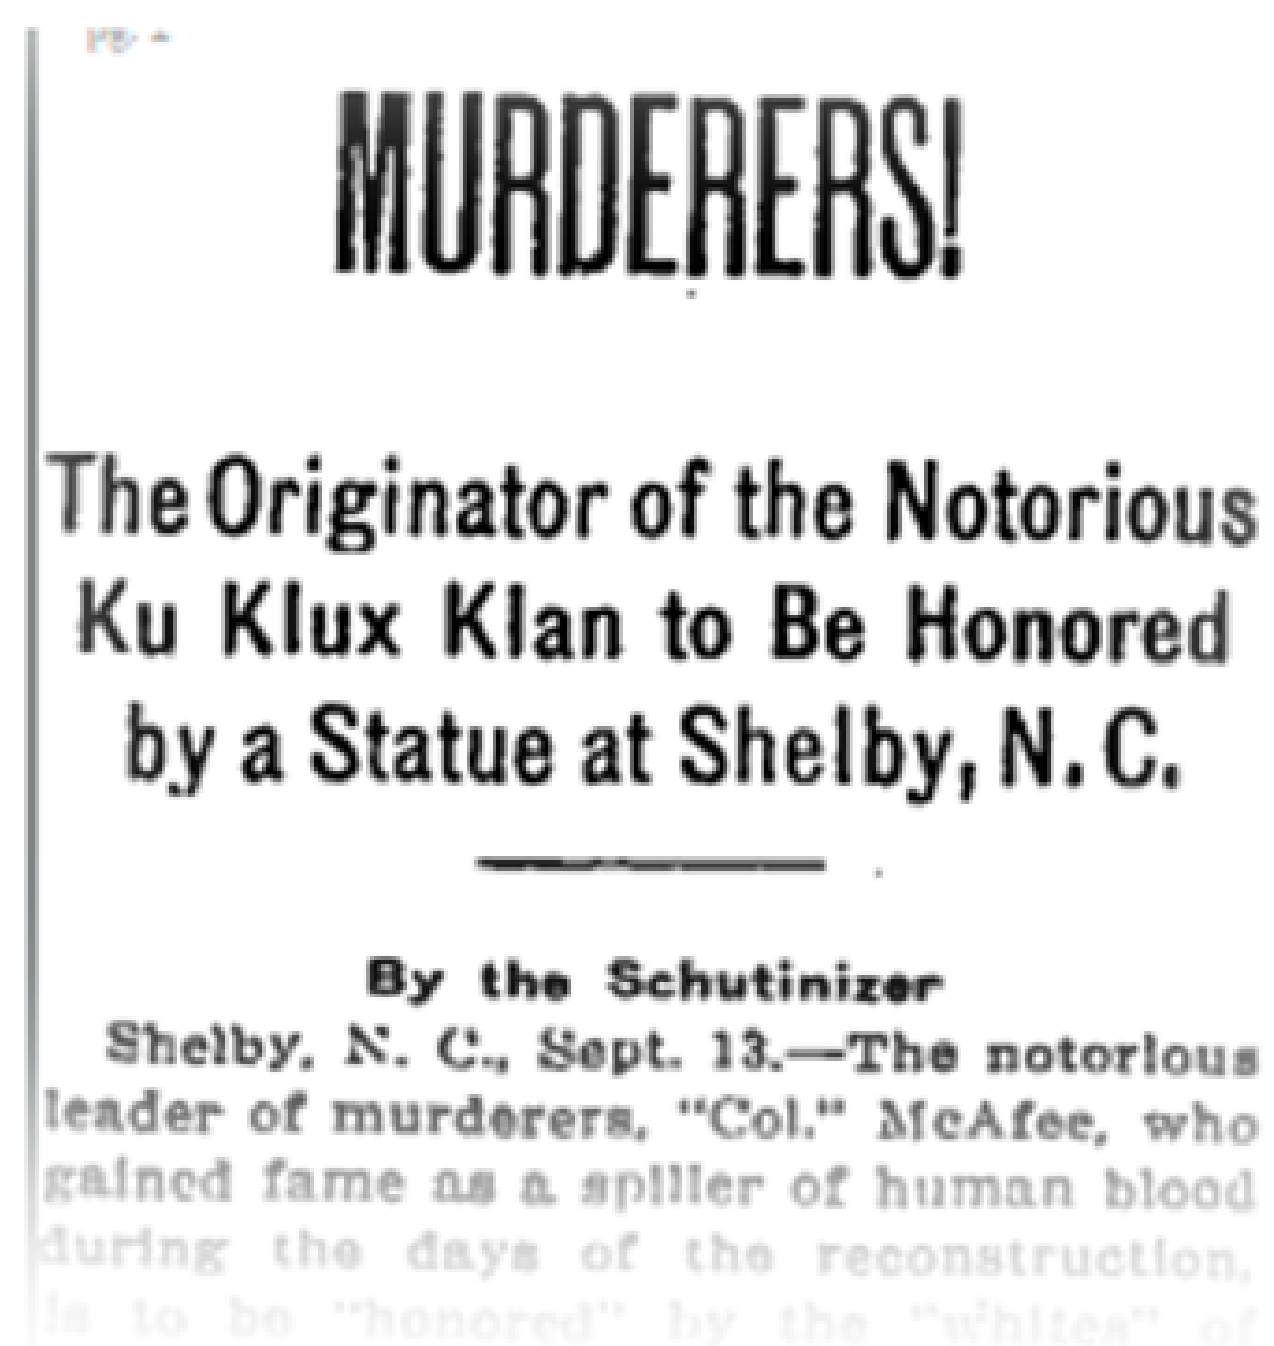 MURDERERS!
The Originator of the Notorious
Ku Klux Klan to Be Honored
by a Statue at Shelby, N. C.
By the Schutinizer
Shelby, N. C., Sept. 13.—The notorious
leader of murderers, "Col." McAfee, who
gained fame as a spiller of human blood
during the days of the reconstruction,
is to be "honored" by the "whites" of